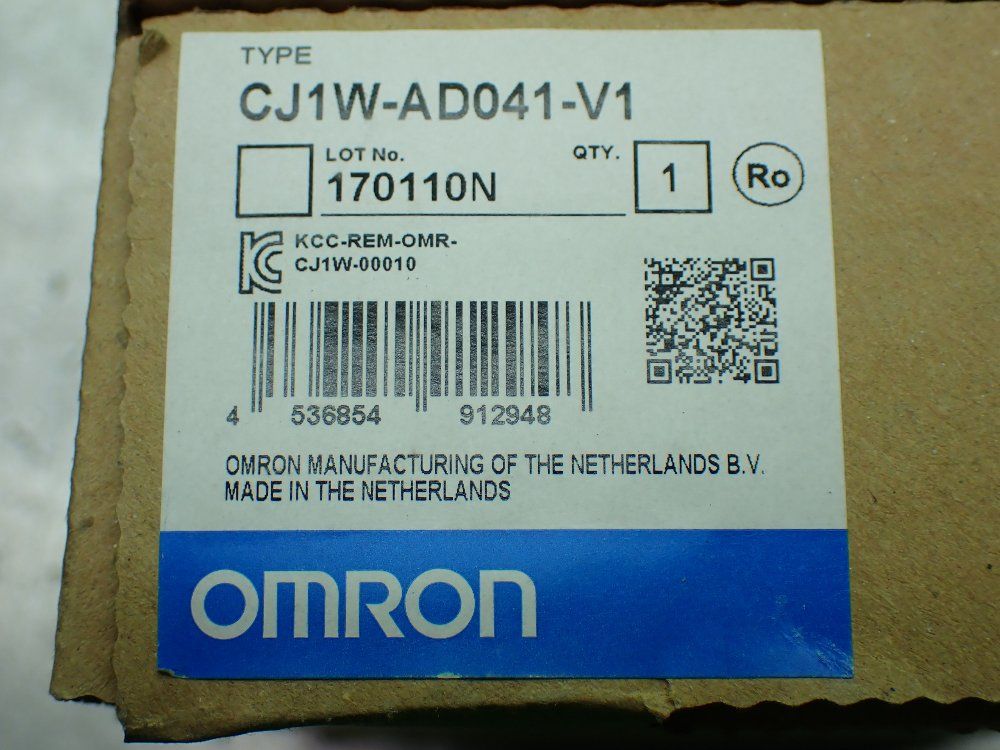 TYPE
CJ1W-AD041-V1
LOT No.
170110N
QTY.
1
Ro
KCC-REM-OMR-
CJ1W-00010
4 536854 912948
OMRON MANUFACTURING OF THE NETHERLANDS B.V.
MADE IN THE NETHERLANDS
OMRON